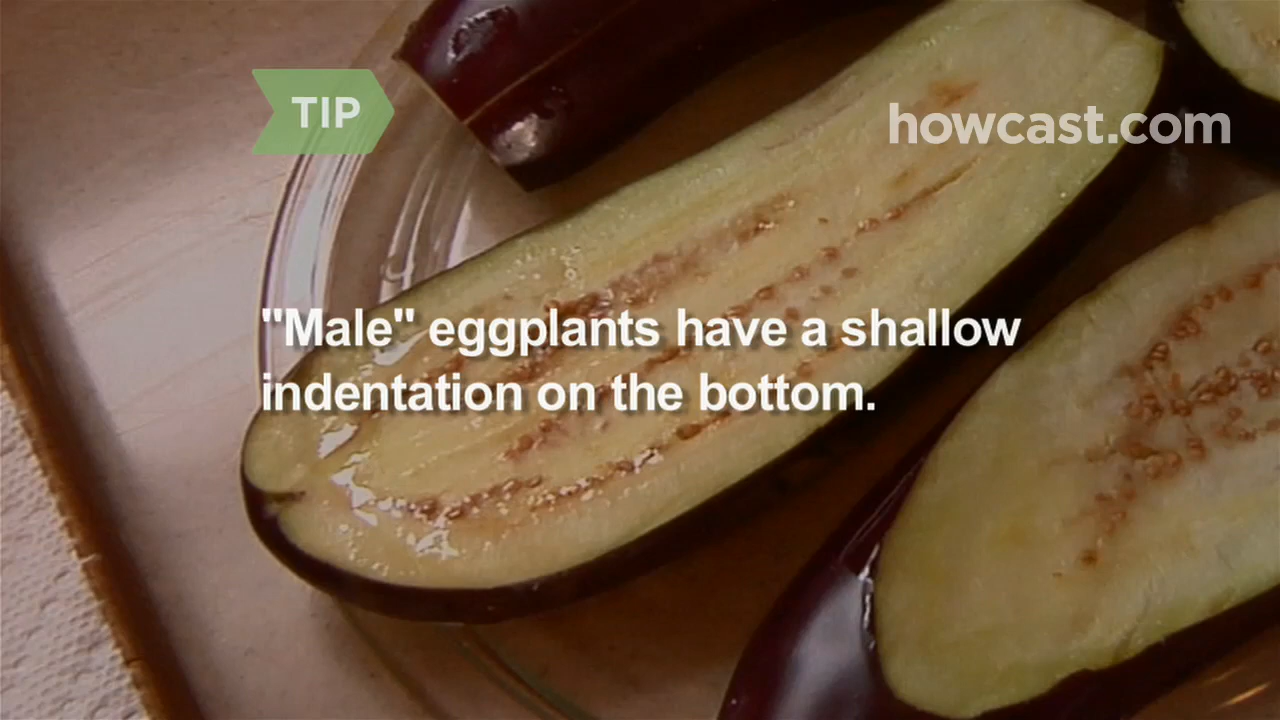 TIP
howcast.com
"Male" eggplants have a shallow
indentation on the bottom.